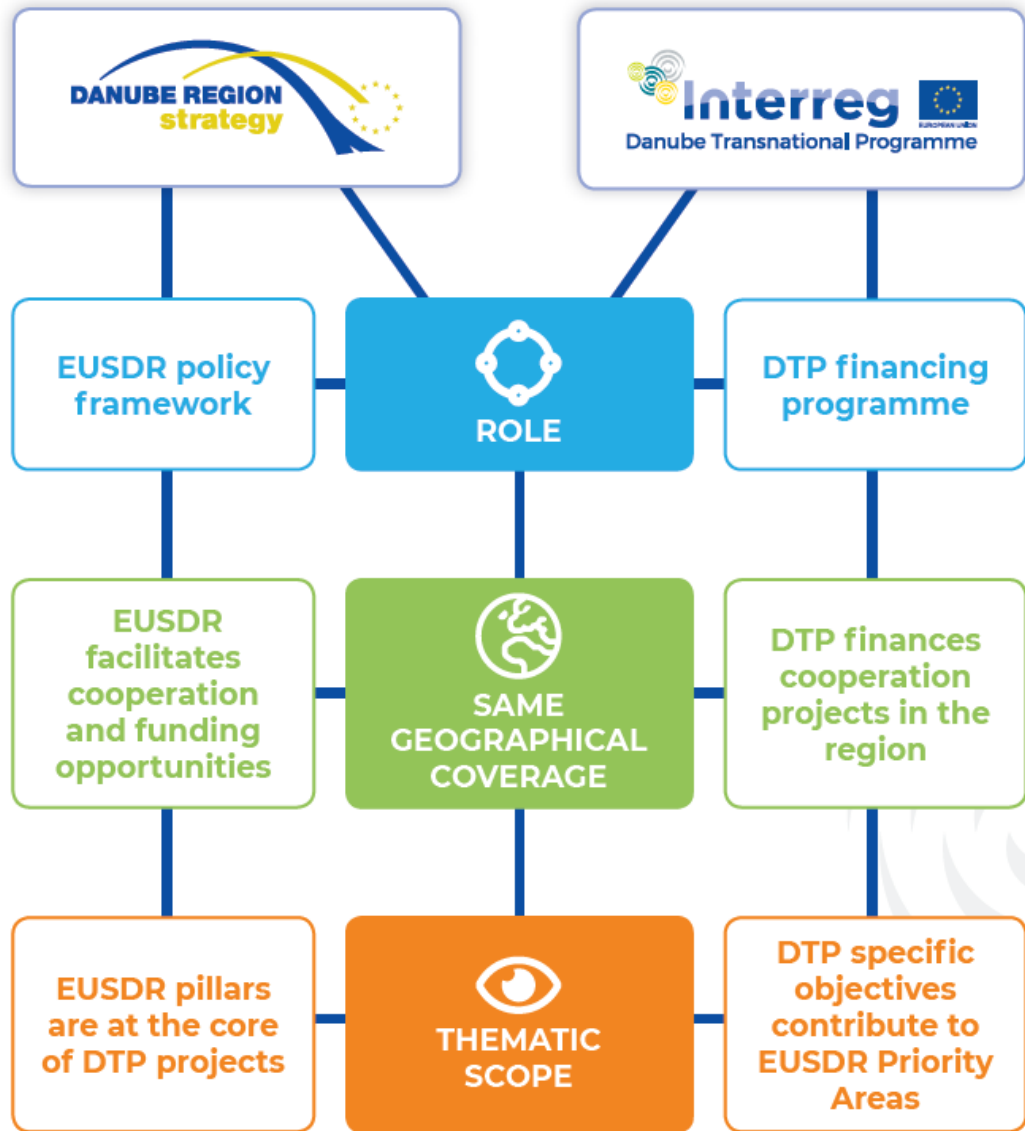 DANUBE REGION
strategy
Interreg
EUROPEAN UNION
Danube Transnational Programme
EUSDR policy
framework
ROLE
DTP financing
programme
EUSDR
facilitates
cooperation
and funding
opportunities
SAME
GEOGRAPHICAL
COVERAGE
DTP finances
cooperation
projects in the
region
EUSDR pillars
are at the core
of DTP projects
THEMATIC
SCOPE
DTP specific
objectives
contribute to
EUSDR Priority
Areas